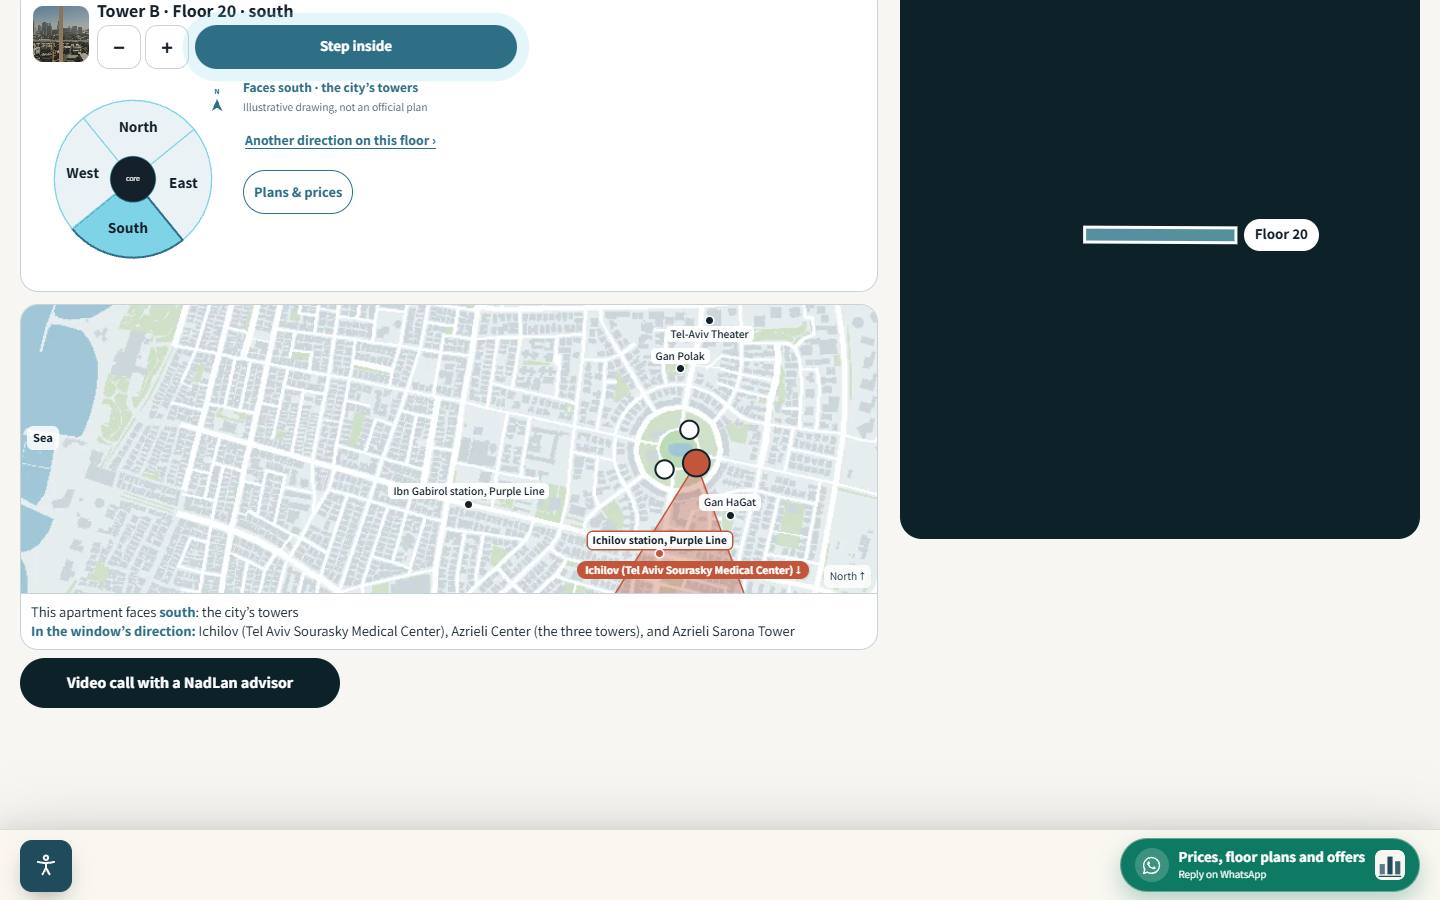 Tower B · Floor 20 · south
−
+
Step inside
N
Faces south · the city’s towers
Illustrative drawing, not an official plan
Another direction on this floor ›
Plans & prices
North
West
core
East
South
Floor 20
Tel-Aviv Theater
Gan Polak
Sea
Ibn Gabirol station, Purple Line
Gan HaGat
Ichilov station, Purple Line
Ichilov (Tel Aviv Sourasky Medical Center) ↓
North ↑
This apartment faces south: the city’s towers
In the window’s direction: Ichilov (Tel Aviv Sourasky Medical Center), Azrieli Center (the three towers), and Azrieli Sarona Tower
Video call with a NadLan advisor
Prices, floor plans and offers
Reply on WhatsApp